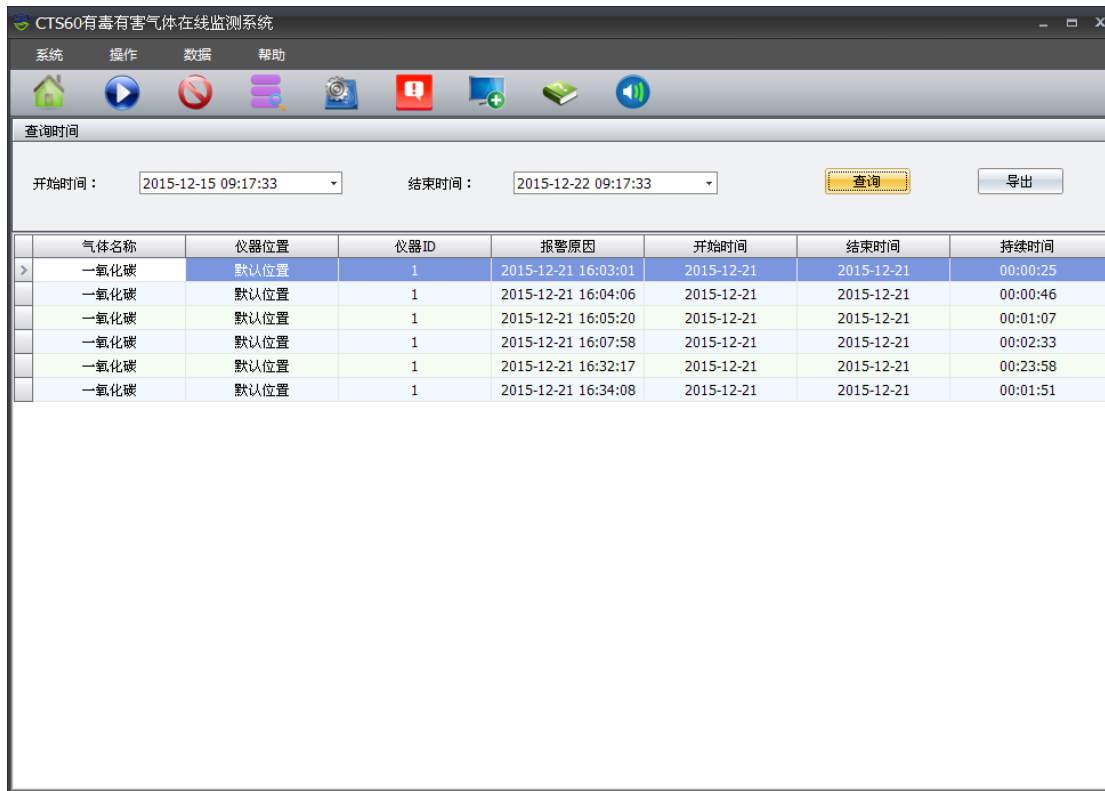 CTS60有毒有害气体在线监测系统
系统 操作 数据 帮助
查询时间
开始时间： 2015-12-15 09:17:33 结束时间： 2015-12-22 09:17:33 查询 导出
气体名称 仪器位置 仪器ID 报警原因 开始时间 结束时间 持续时间
一氧化碳 默认位置 1 2015-12-21 16:03:01 2015-12-21 2015-12-21 00:00:25
一氧化碳 默认位置 1 2015-12-21 16:04:06 2015-12-21 2015-12-21 00:00:46
一氧化碳 默认位置 1 2015-12-21 16:05:20 2015-12-21 2015-12-21 00:01:07
一氧化碳 默认位置 1 2015-12-21 16:07:58 2015-12-21 2015-12-21 00:02:33
一氧化碳 默认位置 1 2015-12-21 16:32:17 2015-12-21 2015-12-21 00:23:58
一氧化碳 默认位置 1 2015-12-21 16:34:08 2015-12-21 2015-12-21 00:01:51